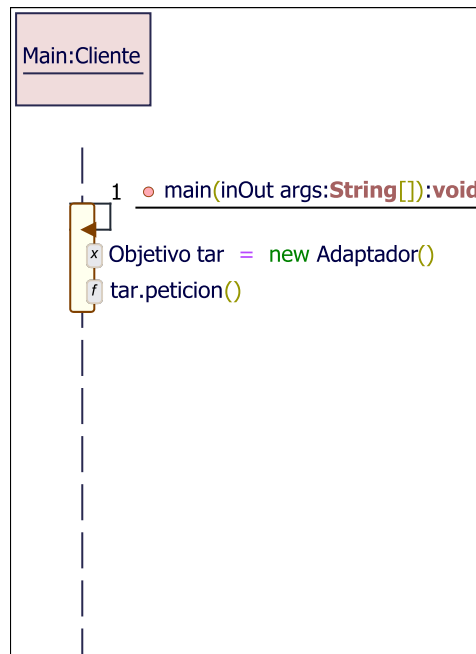 Main:Cliente
1 main(inOut args:String[]):void
x Objetivo tar = new Adaptador()
f tar.peticion()